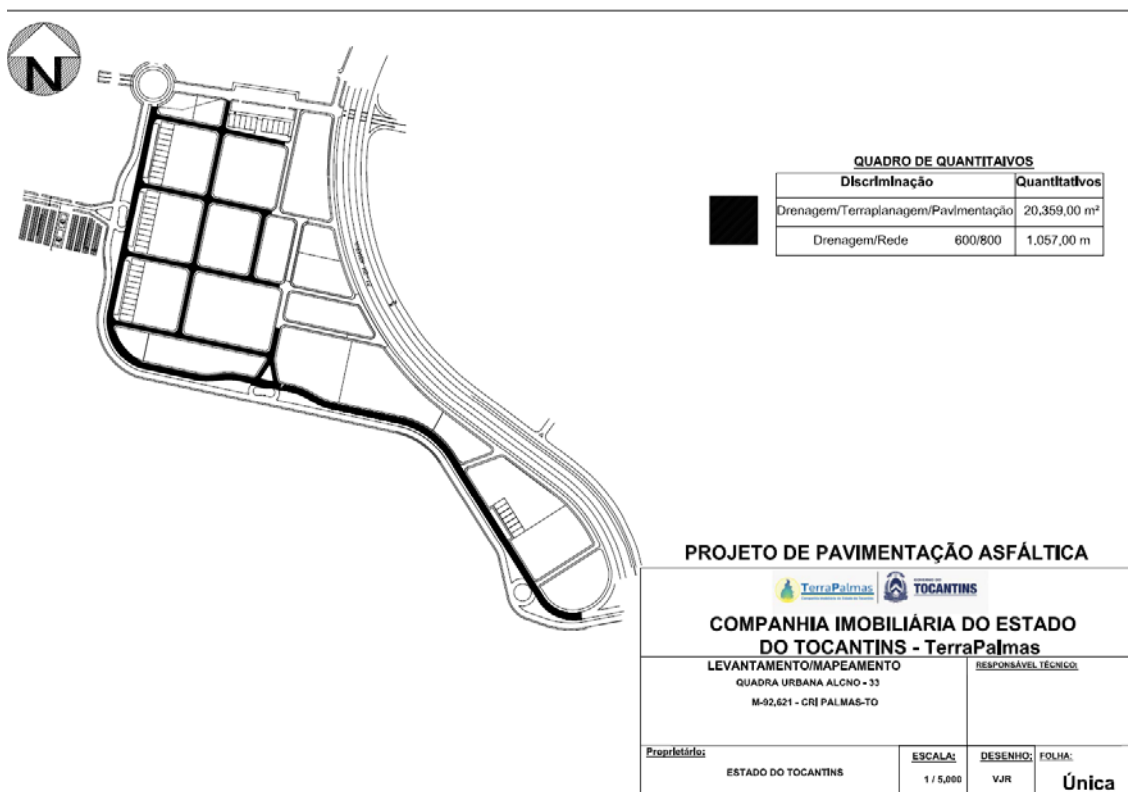 N
QUADRO DE QUANTITAIVOS
Discriminação Quantitativos
Drenagem/Terraplanagem/Pavimentação 20.359,00 m²
Drenagem/Rede 600/800 1.057,00 m
PROJETO DE PAVIMENTAÇÃO ASFÁLTICA
TerraPalmas
TOCANTINS
COMPANHIA IMOBILIÁRIA DO ESTADO
DO TOCANTINS - TerraPalmas
LEVANTAMENTO/MAPEAMENTO
QUADRA URBANA ALCNO - 33
M-92,621 - CRI PALMAS-TO
RESPONSÁVEL TÉCNICO:
Proprietário:
ESTADO DO TOCANTINS
ESCALA:
1 / 5,000
DESENHO:
VJR
FOLHA:
Única